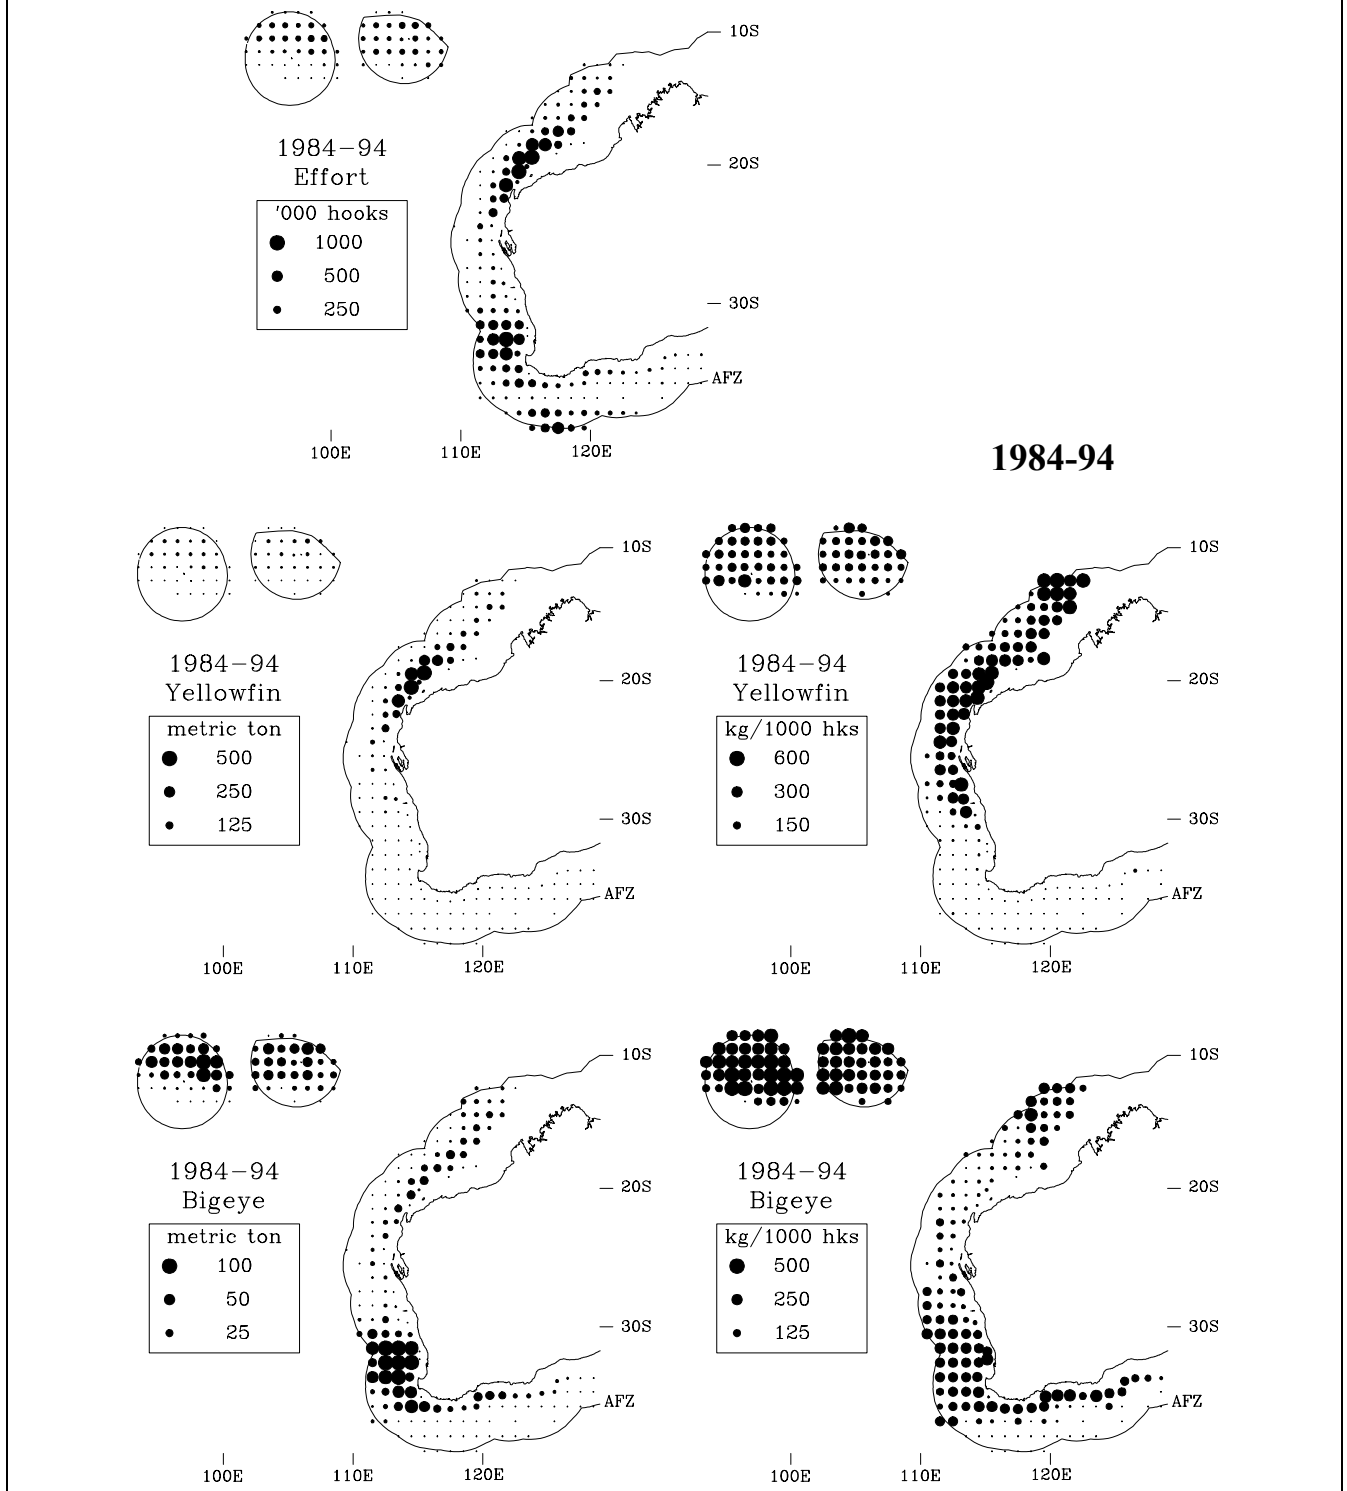 10S
1984-94
Effort
20S
'000 hooks
1000
500
250
30S
AFZ
100E 110E 120E
1984-94
10S 10S
1984-94 1984-94
Yellowfin 20S Yellowfin 20S
metric ton kg/1000 hks
500 600
250 300
125 30S 150 30S
AFZ AFZ
100E 110E 120E 100E 110E 120E
10S 10S
1984-94 1984-94
Bigeye 20S Bigeye 20S
metric ton kg/1000 hks
100 500
50 250
25 30S 125 30S
AFZ AFZ
100E 110E 120E 100E 110E 120E